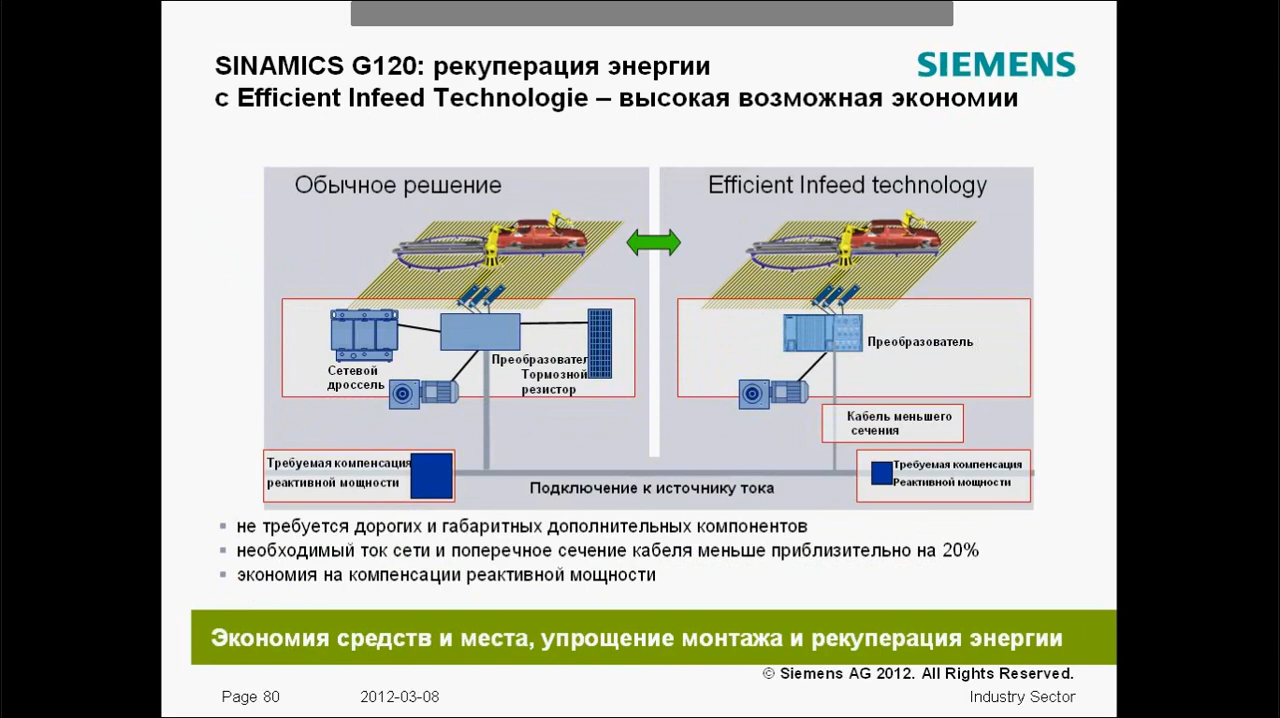 SINAMICS G120: рекуперация энергии
с Efficient Infeed Technologie – высокая возможная экономии
SIEMENS
Обычное решение
Efficient Infeed technology
Сетевой
дроссель
Преобразовател
Тормозной
резистор
Преобразователь
Кабель меньшего
сечения
Требуемая компенсация
реактивной мощности
Подключение к источнику тока
Требуемая компенсация
Реактивной мощности
не требуется дорогих и габаритных дополнительных компонентов
необходимый ток сети и поперечное сечение кабеля меньше приблизительно на 20%
экономия на компенсации реактивной мощности
Экономия средств и места, упрощение монтажа и рекуперация энергии
© Siemens AG 2012. All Rights Reserved.
Page 80
2012-03-08
Industry Sector